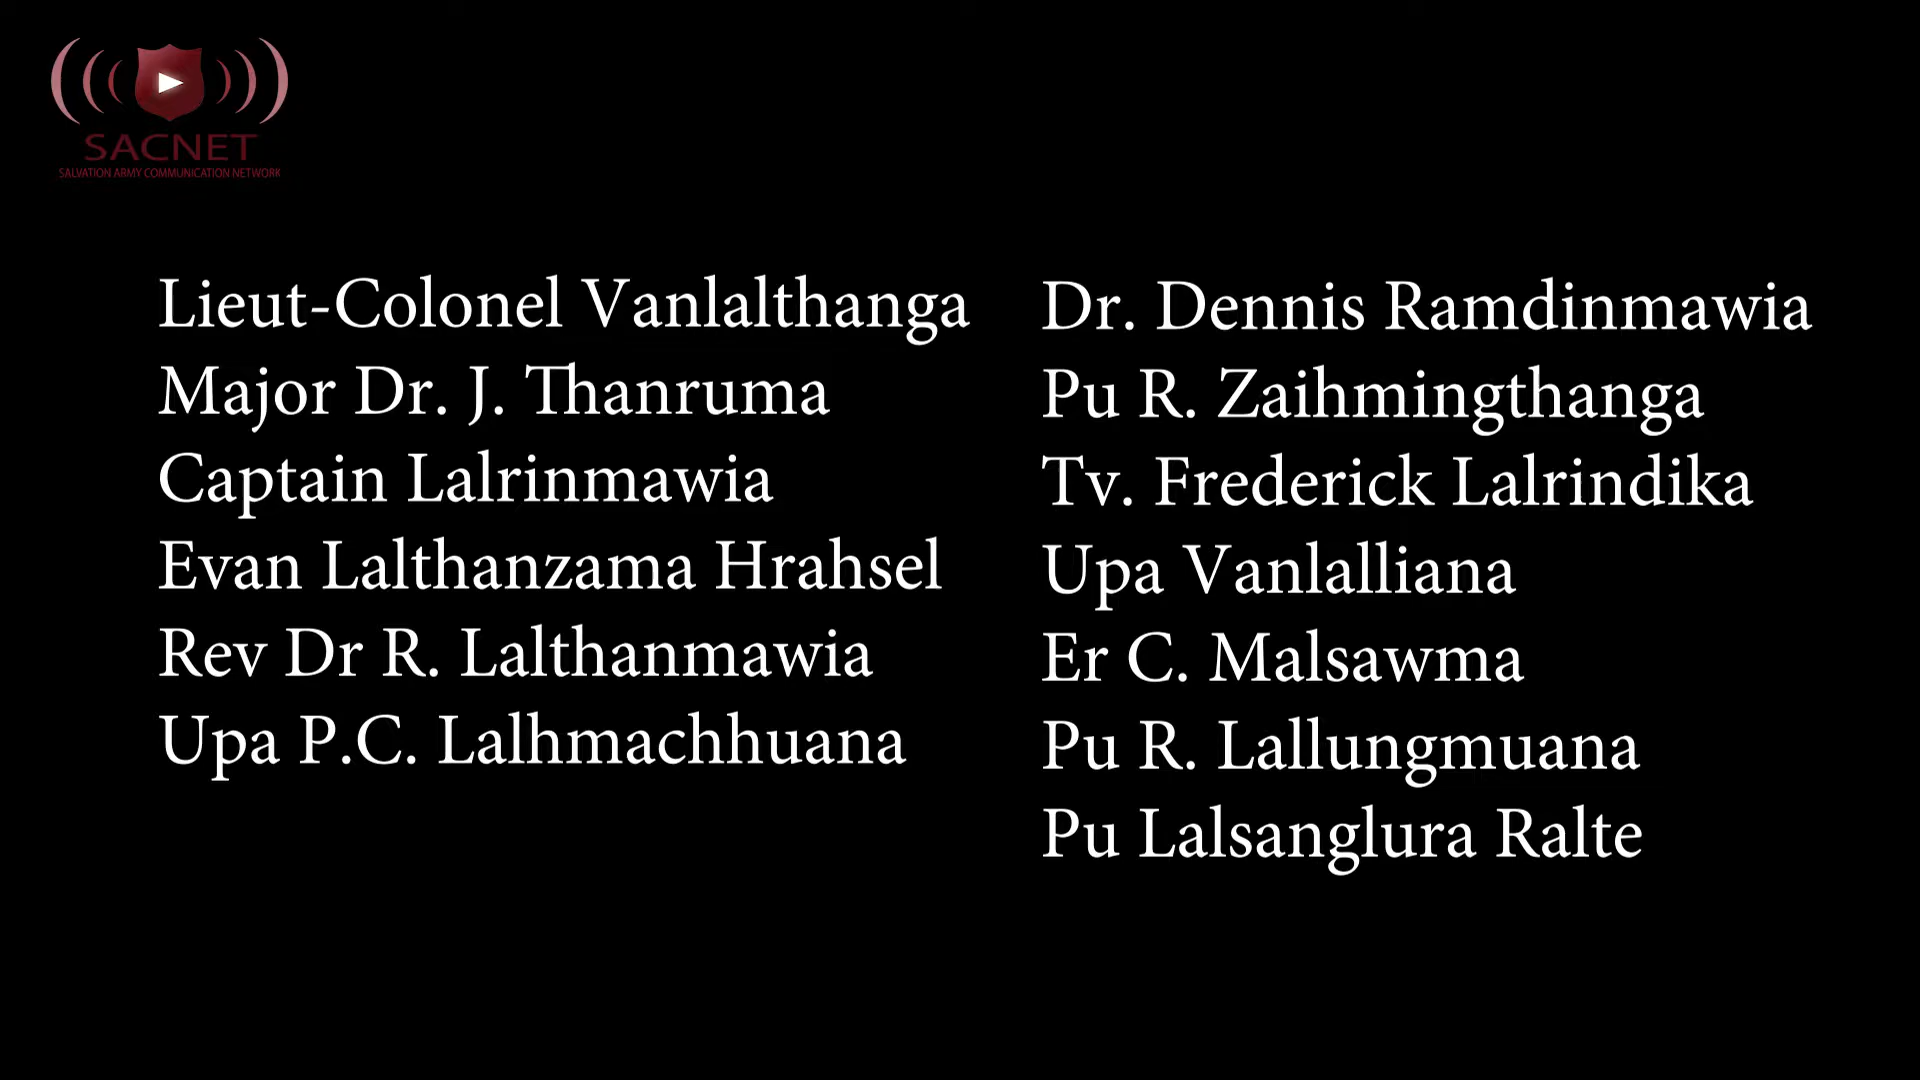 SACNET
SALVATION ARMY COMMUNICATION NETWORK
Lieut-Colonel Vanlalthanga
Major Dr. J. Thanruma
Captain Lalrinmawia
Evan Lalthanzama Hrahsel
Rev Dr R. Lalthanmawia
Upa P.C. Lalhmachhuana
Dr. Dennis Ramdinmawia
Pu R. Zaihmingthanga
Tv. Frederick Lalrindika
Upa Vanlalliana
Er C. Malsawma
Pu R. Lallungmuana
Pu Lalsanglura Ralte